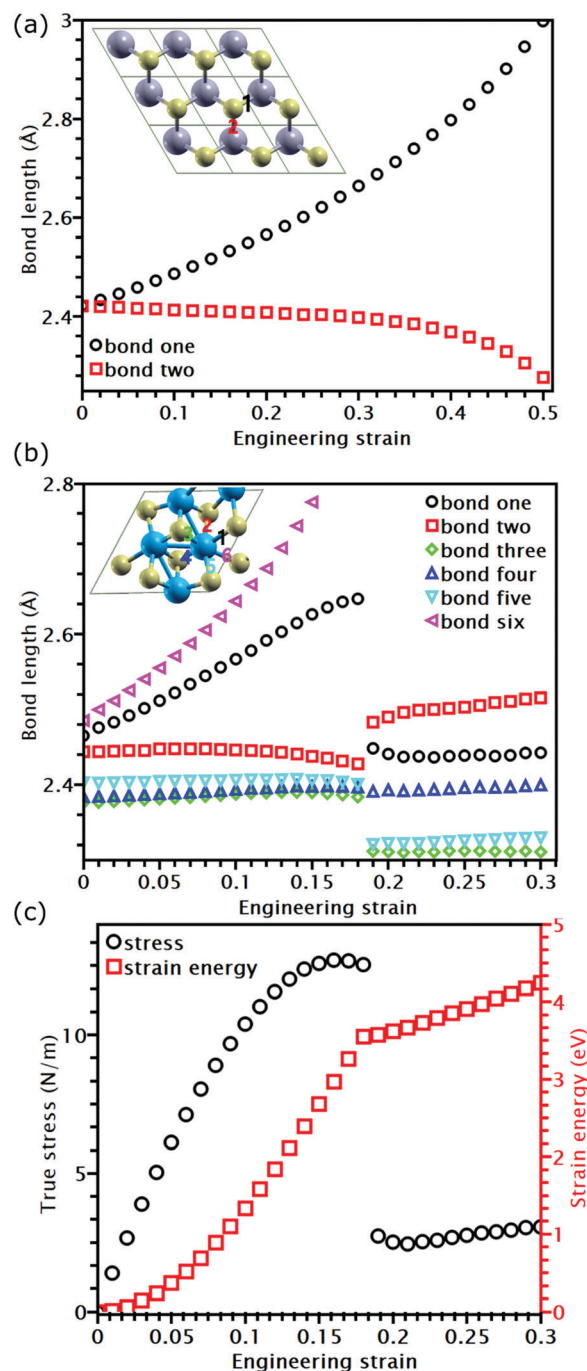 (a)
3
2.8
2.6
2.4
Bond length (Å)
1
2
bond one
bond two
0
0.1
0.2
0.3
0.4
0.5
Engineering strain
(b)
2.8
2.6
2.4
Bond length (Å)
1
2
3
4
5
6
bond one
bond two
bond three
bond four
bond five
bond six
0
0.05
0.1
0.15
0.2
0.25
0.3
Engineering strain
(c)
stress
strain energy
10
5
0
True stress (N/m)
5
4
3
2
1
0
Strain energy (eV)
0
0.05
0.1
0.15
0.2
0.25
0.3
Engineering strain